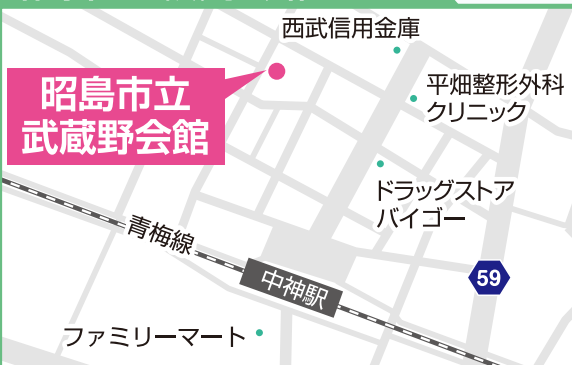 西武信用金庫
昭島市立
武蔵野会館
平畑整形外科
クリニック
ドラッグストア
バイゴー
青梅線
中神駅
59
ファミリーマート